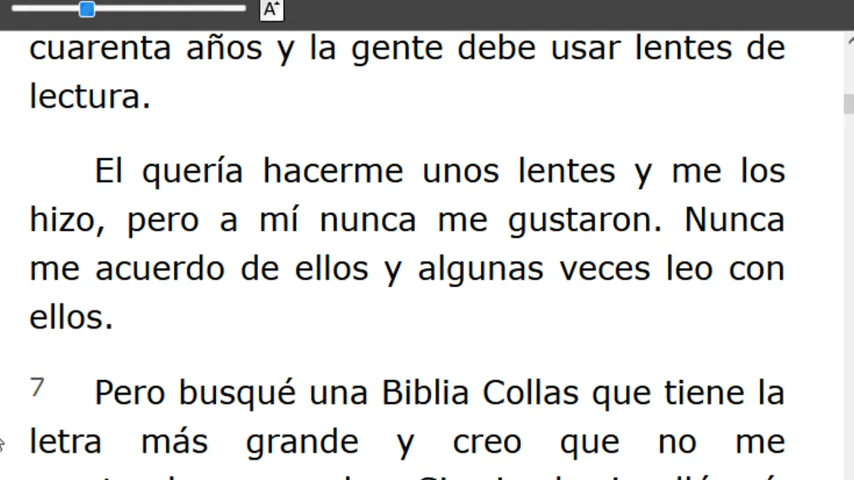 A
cuarenta años y la gente debe usar lentes de
lectura.
El quería hacerme unos lentes y me los
hizo, pero a mí nunca me gustaron. Nunca
me acuerdo de ellos y algunas veces leo con
ellos.
7 Pero busqué una Biblia Collas que tiene la
letra más grande y creo que no me